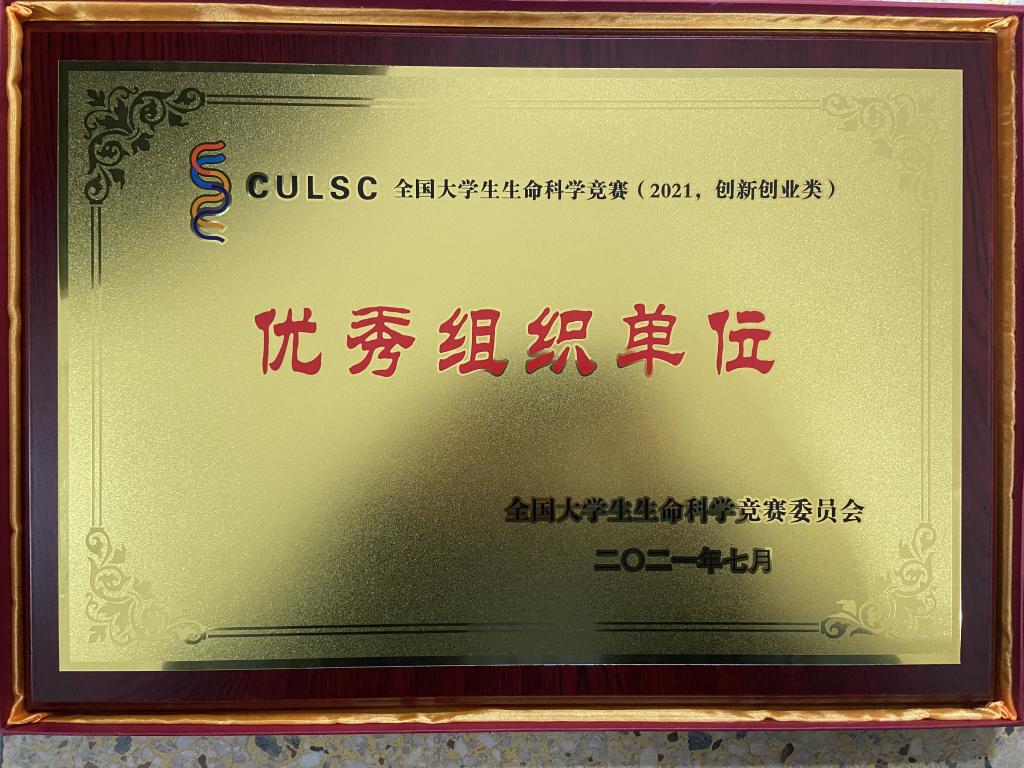 CULSC 全国大学生生命科学竞赛（2021，创新创业类）
优秀组织单位
全国大学生生命科学竞赛委员会
二〇二一年七月